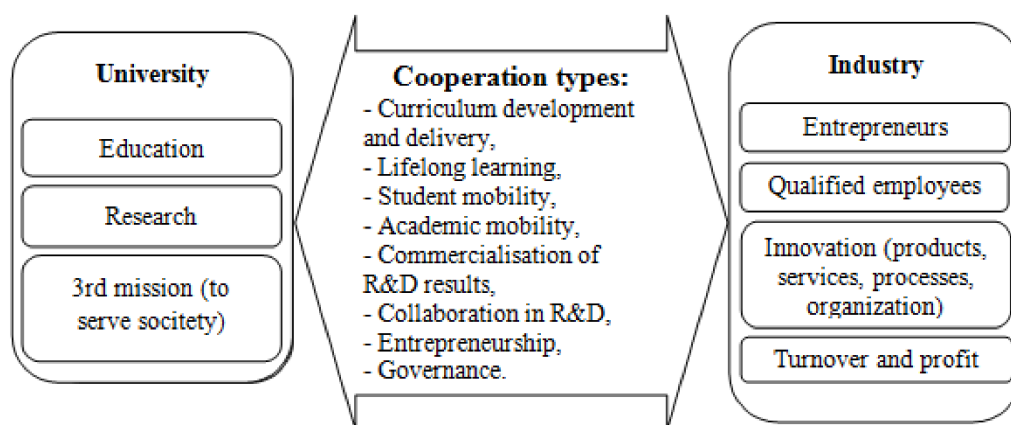 University
Education
Research
3rd mission (to
serve socitety)
Cooperation types:
- Curriculum development
and delivery,
- Lifelong learning,
- Student mobility,
- Academic mobility,
- Commercialisation of
R&D results,
- Collaboration in R&D,
- Entrepreneurship,
- Governance.
Industry
Entrepreneurs
Qualified employees
Innovation (products,
services, processes,
organization)
Turnover and profit